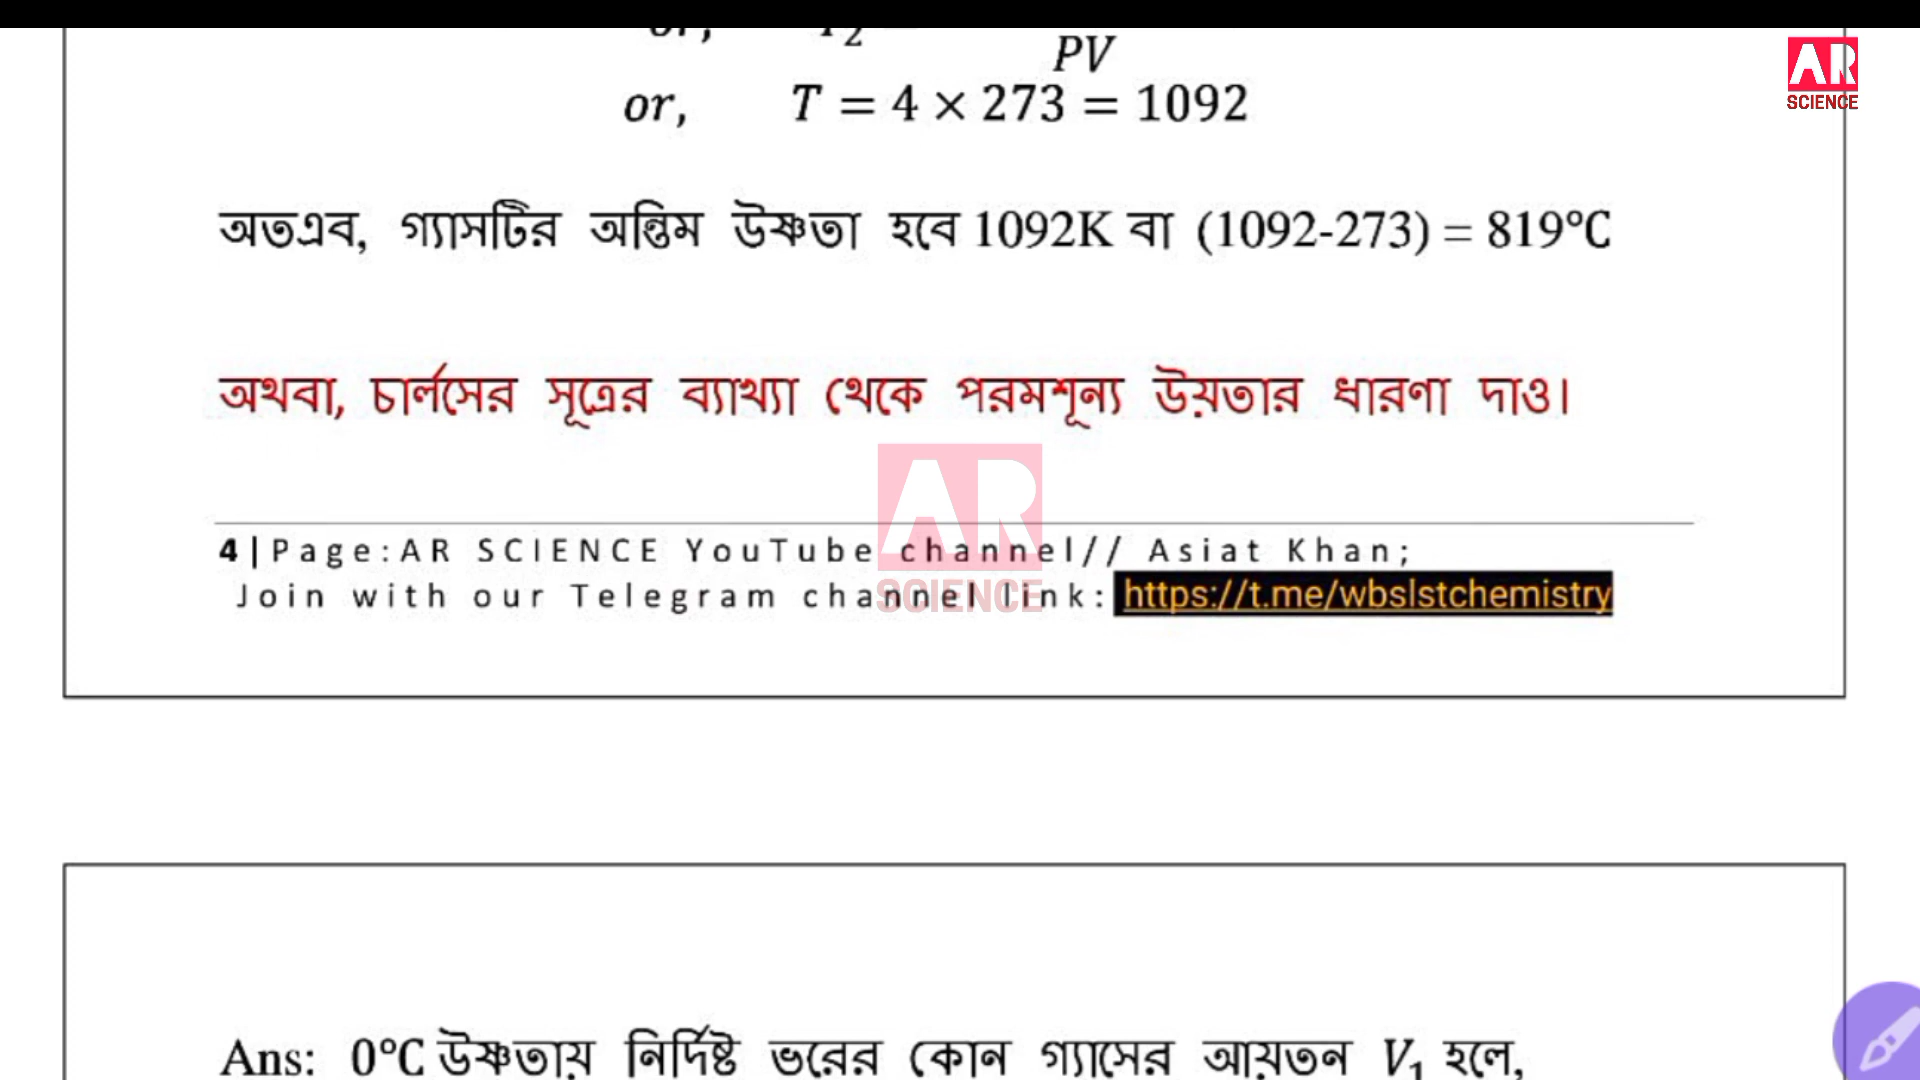 PV
or, T = 4 × 273 = 1092
অতএব, গ্যাসটির অন্তিম উষ্ণতা হবে 1092K বা (1092-273) = 819°C
অথবা, চার্লসের সূত্রের ব্যাখ্যা থেকে পরমশূন্য উয়তার ধারণা দাও।
4|Page:AR SCIENCE YouTube channel// Asiat Khan;
Join with our Telegram channel link: https://t.me/wbslstchemistry
Ans: 0°C উষ্ণতায় নির্দিষ্ট ভরের কোন গ্যাসের আয়তন V₁ হলে,
AR
SCIENCE
AR
SCIENCE